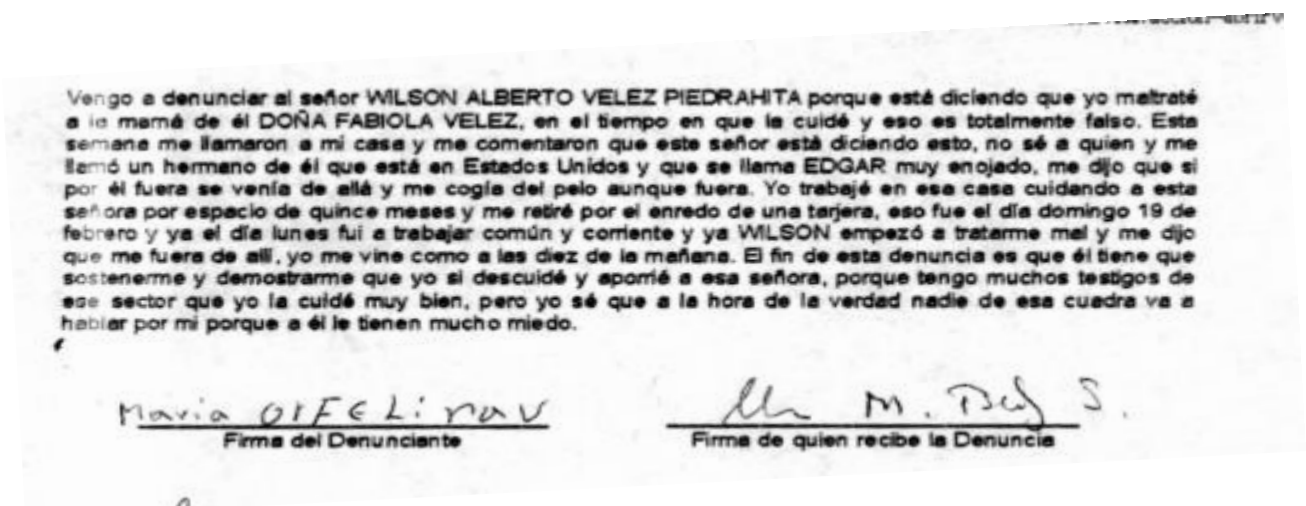 Vengo a denunciar al señor WILSON ALBERTO VELEZ PIEDRAHITA porque está diciendo que yo maltraté
a la mamá de él DOÑA FABIOLA VELEZ, en el tiempo en que la cuidé y eso es totalmente falso. Esta
semana me llamaron a mi casa y me comentaron que este señor está diciendo esto, no sé a quien y me
llamó un hermano de él que está en Estados Unidos y que se llama EDGAR muy enojado, me dijo que si
por él fuera se venía de allá y me cogía del pelo aunque fuera. Yo trabajé en esa casa cuidando a esta
señora por espacio de quince meses y me retiré por el enredo de una tarjera, eso fue el día domingo 19 de
febrero y ya el día lunes fui a trabajar común y corriente y ya WILSON empezó a tratarme mal y me dijo
que me fuera de allí, yo me vine como a las diez de la mañana. El fin de esta denuncia es que él tiene que
sostenerme y demostrarme que yo si descuidé y aporrié a esa señora, porque tengo muchos testigos de
ese sector que yo la cuidé muy bien, pero yo sé que a la hora de la verdad nadie de esa cuadra va a
hablar por mi porque a él le tienen mucho miedo.
Maria M. S.
Firma del Denunciante Firma de quien recibe la Denuncia